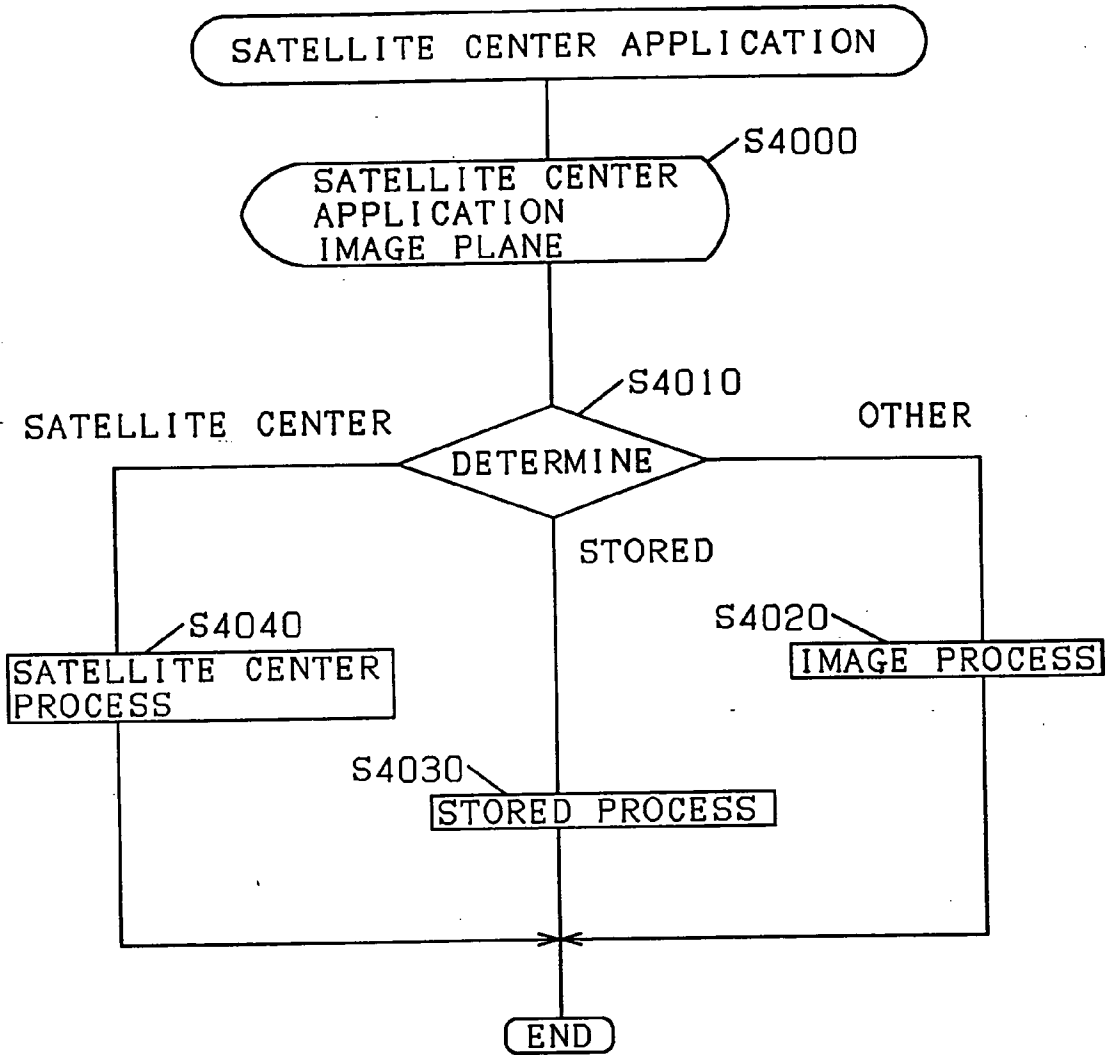 SATELLITE CENTER APPLICATION
S4000
SATELLITE CENTER
APPLICATION
IMAGE PLANE
S4010
SATELLITE CENTER
OTHER
DETERMINE
STORED
S4040
S4020
SATELLITE CENTER
PROCESS
IMAGE PROCESS
S4030
STORED PROCESS
END